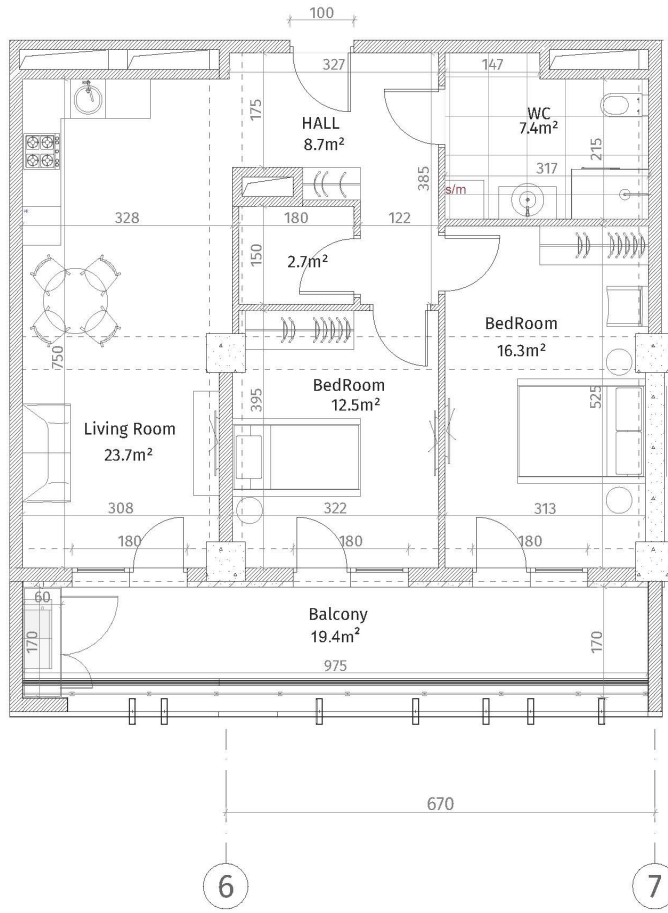 100
327
147
175
HALL
8.7m²
WC
7.4m²
215
385
317
s/m
328
180
122
150
2.7m²
BedRoom
16.3m²
750
BedRoom
12.5m²
395
525
Living Room
23.7m²
308
322
313
180
180
180
60
Balcony
19.4m²
170
170
975
670
6
7